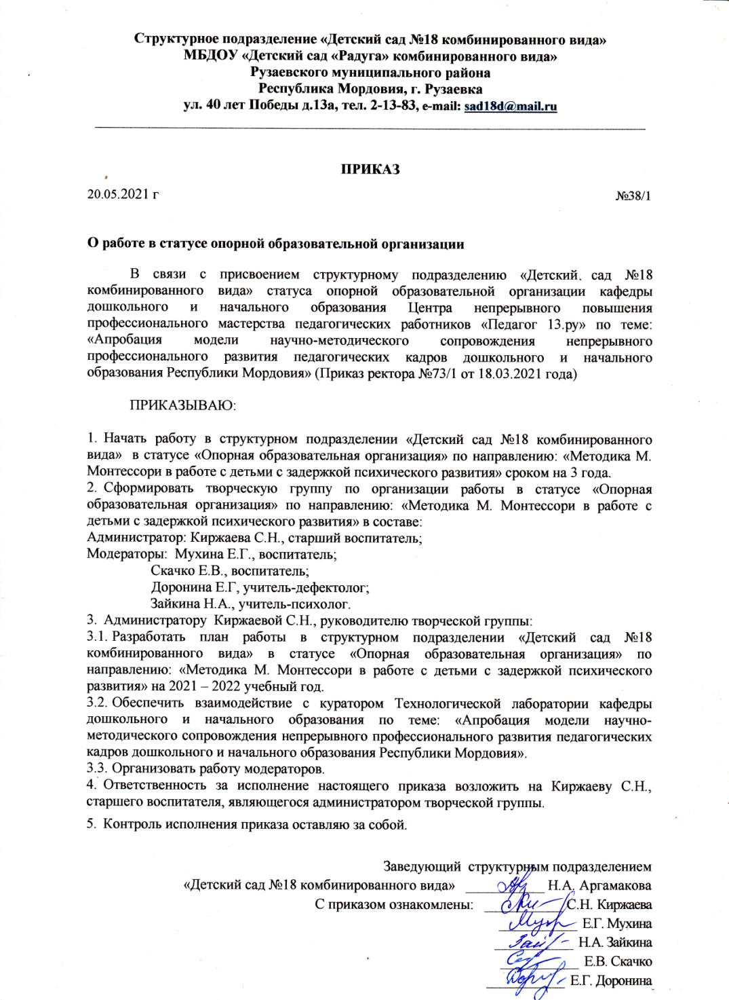 Структурное подразделение «Детский сад №18 комбинированного вида»
МБДОУ «Детский сад «Радуга» комбинированного вида»
Рузаевского муниципального района
Республика Мордовия, г. Рузаевка
ул. 40 лет Победы д.13а, тел. 2-13-83, e-mail: sad18d@mail.ru
ПРИКАЗ
20.05.2021 г №38/1
О работе в статусе опорной образовательной организации
В связи с присвоением структурному подразделению «Детский сад №18
комбинированного вида» статуса опорной образовательной организации кафедры
дошкольного и начального образования Центра непрерывного повышения
профессионального мастерства педагогических работников «Педагог 13.ру» по теме:
«Апробация модели научно-методического сопровождения непрерывного
профессионального развития педагогических кадров дошкольного и начального
образования Республики Мордовия» (Приказ ректора №73/1 от 18.03.2021 года)
ПРИКАЗЫВАЮ:
1. Начать работу в структурном подразделении «Детский сад №18 комбинированного
вида» в статусе «Опорная образовательная организация» по направлению: «Методика М.
Монтессори в работе с детьми с задержкой психического развития» сроком на 3 года.
2. Сформировать творческую группу по организации работы в статусе «Опорная
образовательная организация» по направлению: «Методика М. Монтессори в работе с
детьми с задержкой психического развития» в составе:
Администратор: Киржаева С.Н., старший воспитатель;
Модераторы: Мухина Е.Г., воспитатель;
Скачко Е.В., воспитатель;
Доронина Е.Г, учитель-дефектолог;
Зайкина Н.А., учитель-психолог.
3. Администратору Киржаевой С.Н., руководителю творческой группы:
3.1. Разработать план работы в структурном подразделении «Детский сад №18
комбинированного вида» в статусе «Опорная образовательная организация» по
направлению: «Методика М. Монтессори в работе с детьми с задержкой психического
развития» на 2021 – 2022 учебный год.
3.2. Обеспечить взаимодействие с куратором Технологической лаборатории кафедры
дошкольного и начального образования по теме: «Апробация модели научно-
методического сопровождения непрерывного профессионального развития педагогических
кадров дошкольного и начального образования Республики Мордовия».
3.3. Организовать работу модераторов.
4. Ответственность за исполнение настоящего приказа возложить на Киржаеву С.Н.,
старшего воспитателя, являющегося администратором творческой группы.
5. Контроль исполнения приказа оставляю за собой.
Заведующий структурным подразделением
«Детский сад №18 комбинированного вида» Н.А. Аргамакова
С приказом ознакомлены: С.Н. Киржаева
Е.Г. Мухина
Н.А. Зайкина
Е.В. Скачко
Е.Г. Доронина